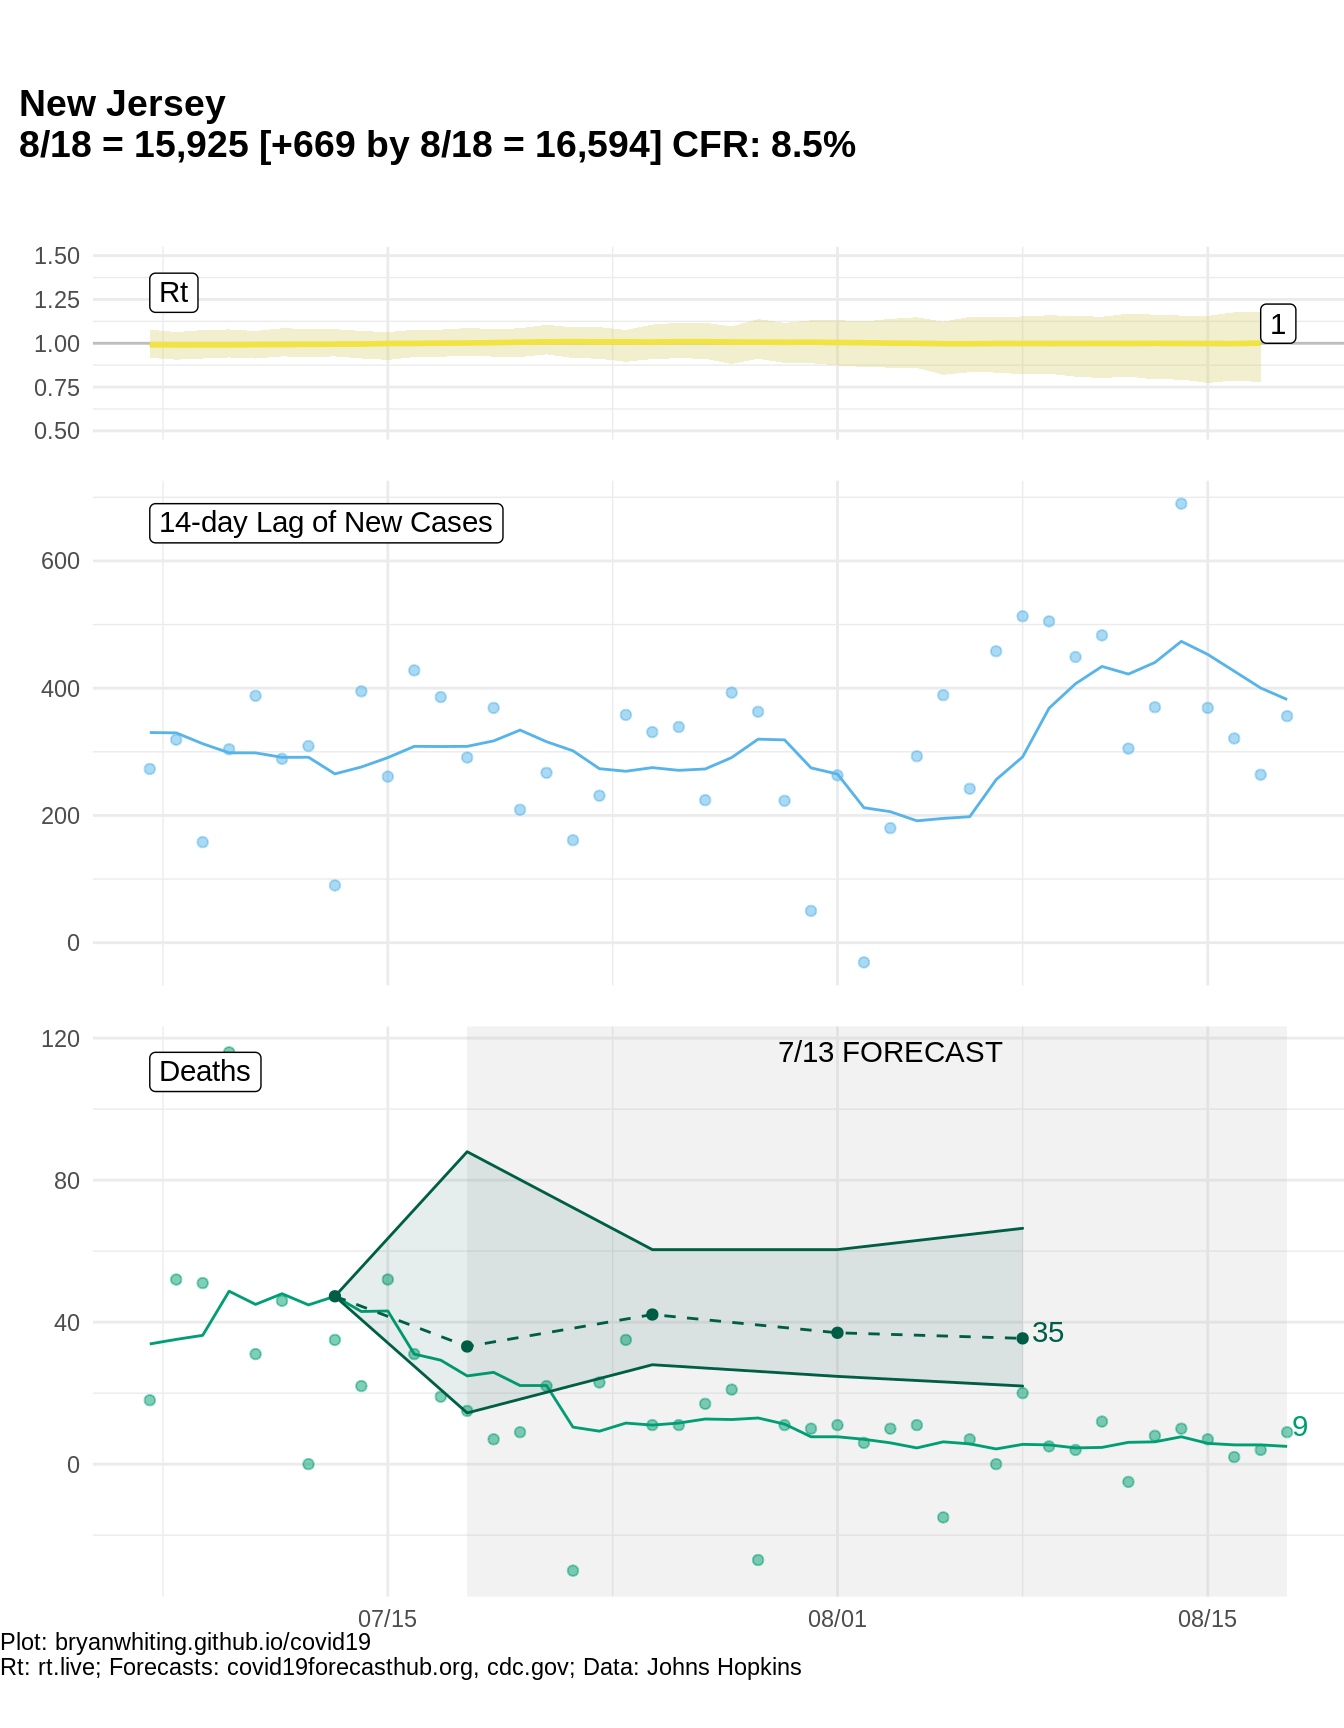 New Jersey
8/18 = 15,925 [+669 by 8/18 = 16,594] CFR: 8.5%
1.50
1.25
1.00
0.75
0.50
Rt
1
14-day Lag of New Cases
600
400
200
0
120
80
40
0
Deaths
7/13 FORECAST
35
9
07/15
08/01
08/15
Plot: bryanwhiting.github.io/covid19
Rt: rt.live; Forecasts: covid19forecasthub.org, cdc.gov; Data: Johns Hopkins